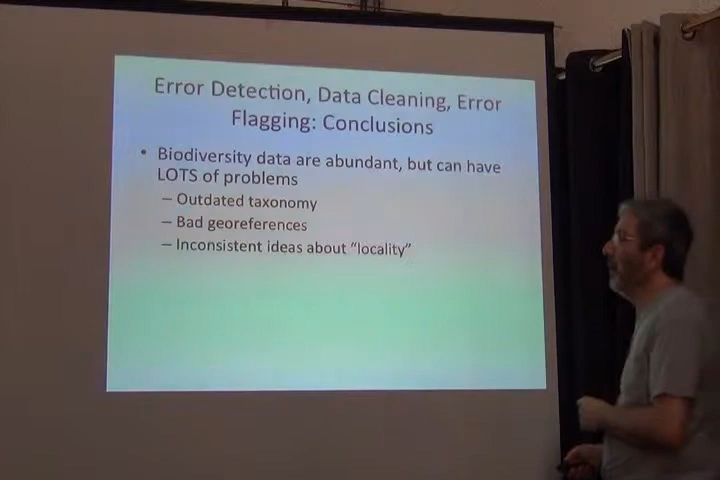 Error Detection, Data Cleaning, Error
Flagging: Conclusions
• Biodiversity data are abundant, but can have
LOTS of problems
– Outdated taxonomy
– Bad georeferences
– Inconsistent ideas about “locality”